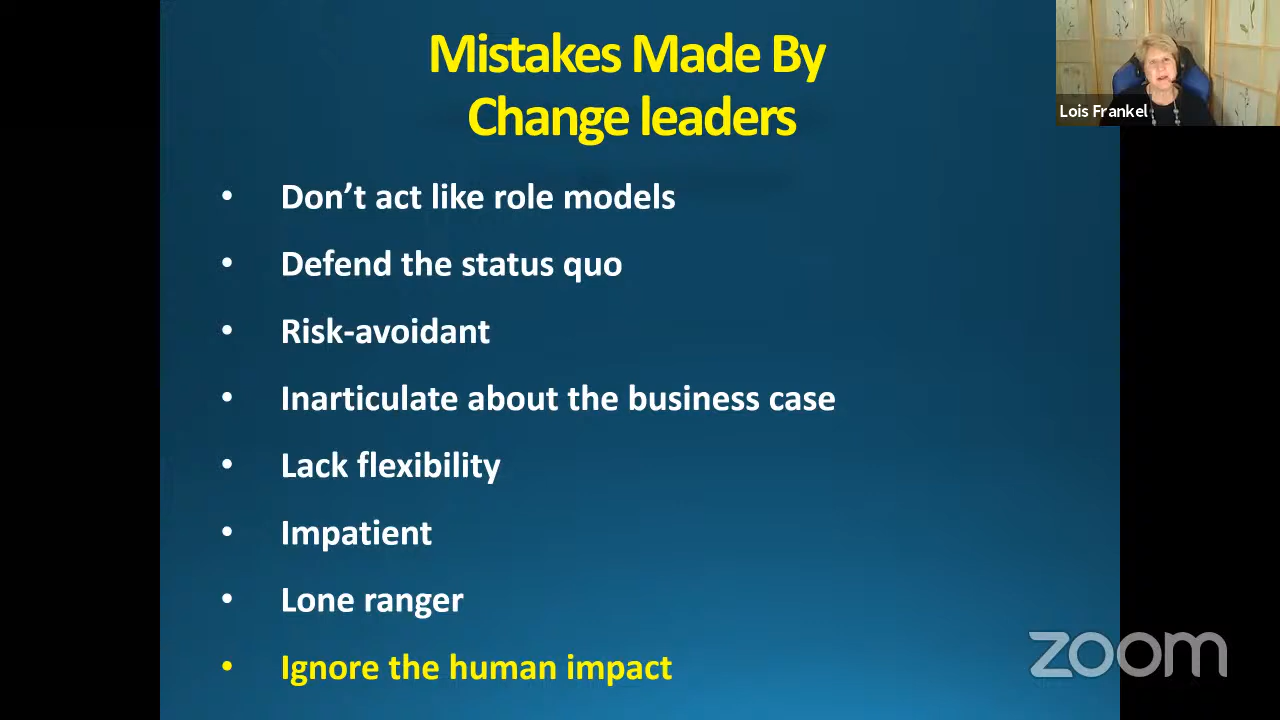 Mistakes Made By
Change leaders
• Don’t act like role models
• Defend the status quo
• Risk-avoidant
• Inarticulate about the business case
• Lack flexibility
• Impatient
• Lone ranger
• Ignore the human impact
Lois Frankel
zoom